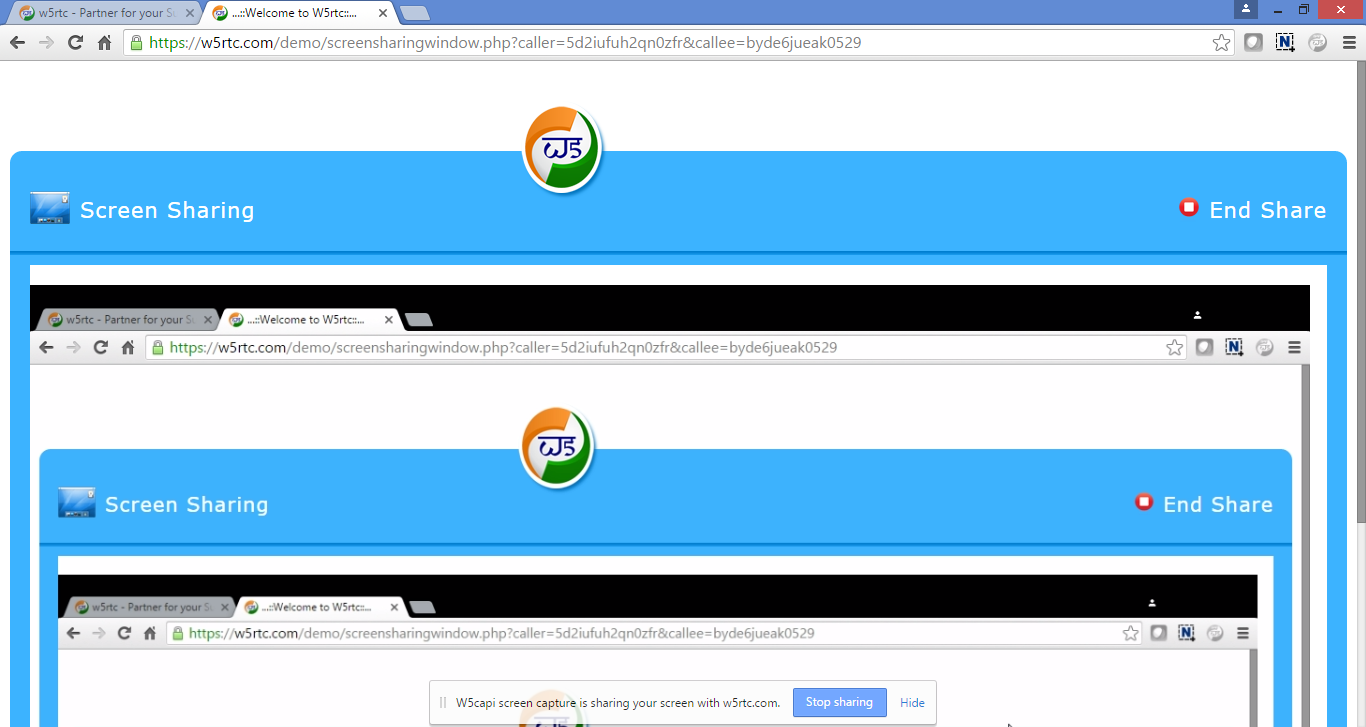 w5rtc - Partner for your Su
...::Welcome to W5rtc::...
https://w5rtc.com/demo/screensharingwindow.php?caller=5d2iufuh2qn0zfr&callee=byde6jueak0529
N
ω5
Screen Sharing
End Share
w5rtc - Partner for your Su
...::Welcome to W5rtc::...
https://w5rtc.com/demo/screensharingwindow.php?caller=5d2iufuh2qn0zfr&callee=byde6jueak0529
N
ω5
Screen Sharing
End Share
w5rtc - Partner for your Su
...::Welcome to W5rtc::...
https://w5rtc.com/demo/screensharingwindow.php?caller=5d2iufuh2qn0zfr&callee=byde6jueak0529
N
W5capi screen capture is sharing your screen with w5rtc.com.
Stop sharing
Hide